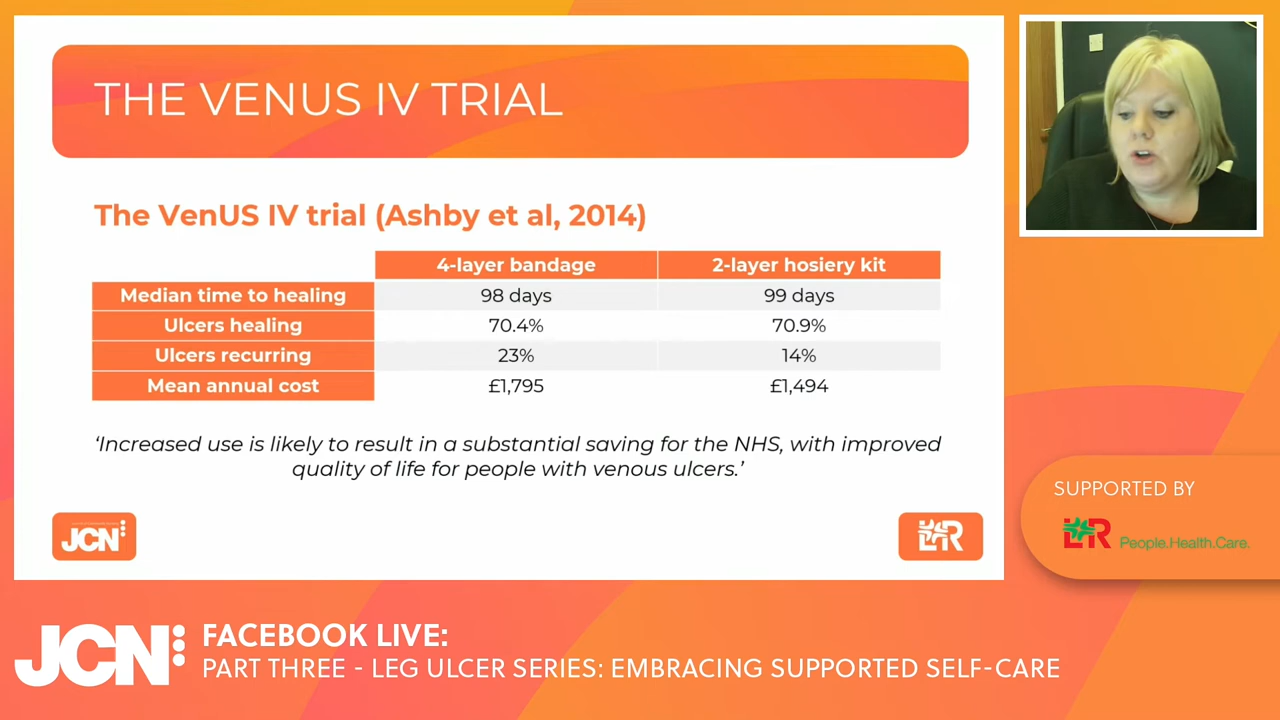 THE VENUS IV TRIAL
The VenUS IV trial (Ashby et al, 2014)
4-layer bandage 2-layer hosiery kit
Median time to healing 98 days 99 days
Ulcers healing 70.4% 70.9%
Ulcers recurring 23% 14%
Mean annual cost £1,795 £1,494
‘Increased use is likely to result in a substantial saving for the NHS, with improved
quality of life for people with venous ulcers.’
JCN
L&R
SUPPORTED BY
L&R People.Health.Care.
JCN
FACEBOOK LIVE:
PART THREE - LEG ULCER SERIES: EMBRACING SUPPORTED SELF-CARE